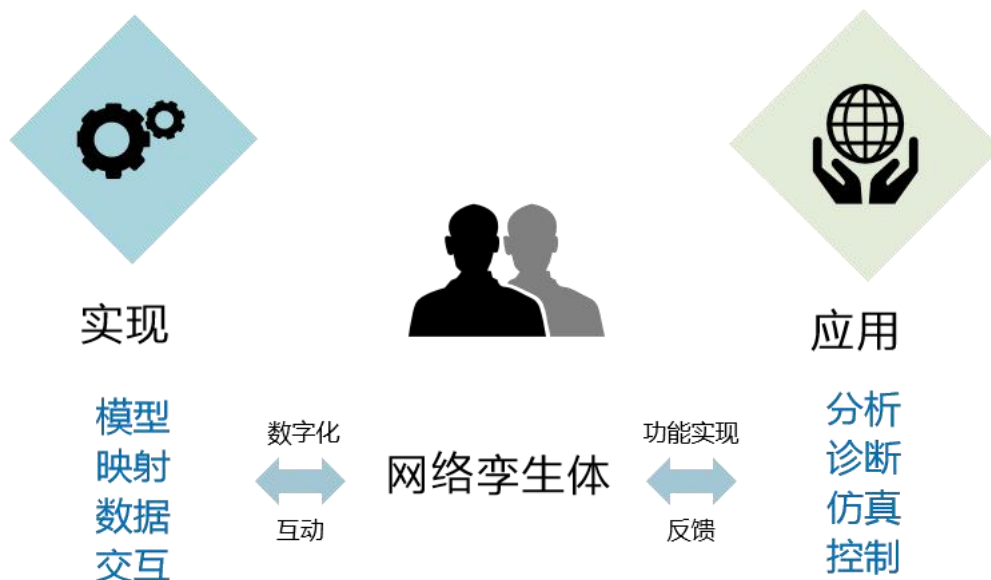 实现
模型
映射
数据
交互
数字化
互动
网络孪生体
功能实现
反馈
应用
分析
诊断
仿真
控制